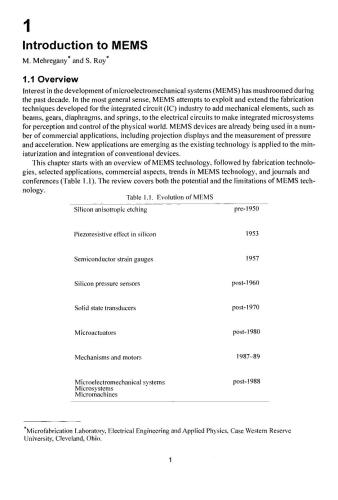 1
Introduction to MEMS
M. Mehregany* and S. Roy*
1.1 Overview
Interest in the development of microelectromechanical systems (MEMS) has mushroomed during
the past decade. In the most general sense, MEMS attempts to exploit and extend the fabrication
techniques developed for the integrated circuit (IC) industry to add mechanical elements, such as
beams, gears, diaphragms, and springs, to the electrical circuits to make integrated microsystems
for perception and control of the physical world. MEMS devices are already being used in a num-
ber of commercial applications, including projection displays and the measurement of pressure
and acceleration. New applications are emerging as the existing technology is applied to the min-
iaturization and integration of conventional devices.
This chapter starts with an overview of MEMS technology, followed by fabrication technolo-
gies, selected applications, commercial aspects, trends in MEMS technology, and journals and
conferences (Table 1.1). The review covers both the potential and the limitations of MEMS tech-
nology.
Table 1.1. Evolution of MEMS
Silicon anisotropic etching pre-1950
Piezoresistive effect in silicon 1953
Semiconductor strain gauges 1957
Silicon pressure sensors post-1960
Solid state transducers post-1970
Microactuators post-1980
Mechanisms and motors 1987–89
Microelectromechanical systems post-1988
Microsystems
Micromachines
*Microfabrication Laboratory, Electrical Engineering and Applied Physics, Case Western Reserve
University, Cleveland, Ohio.
1